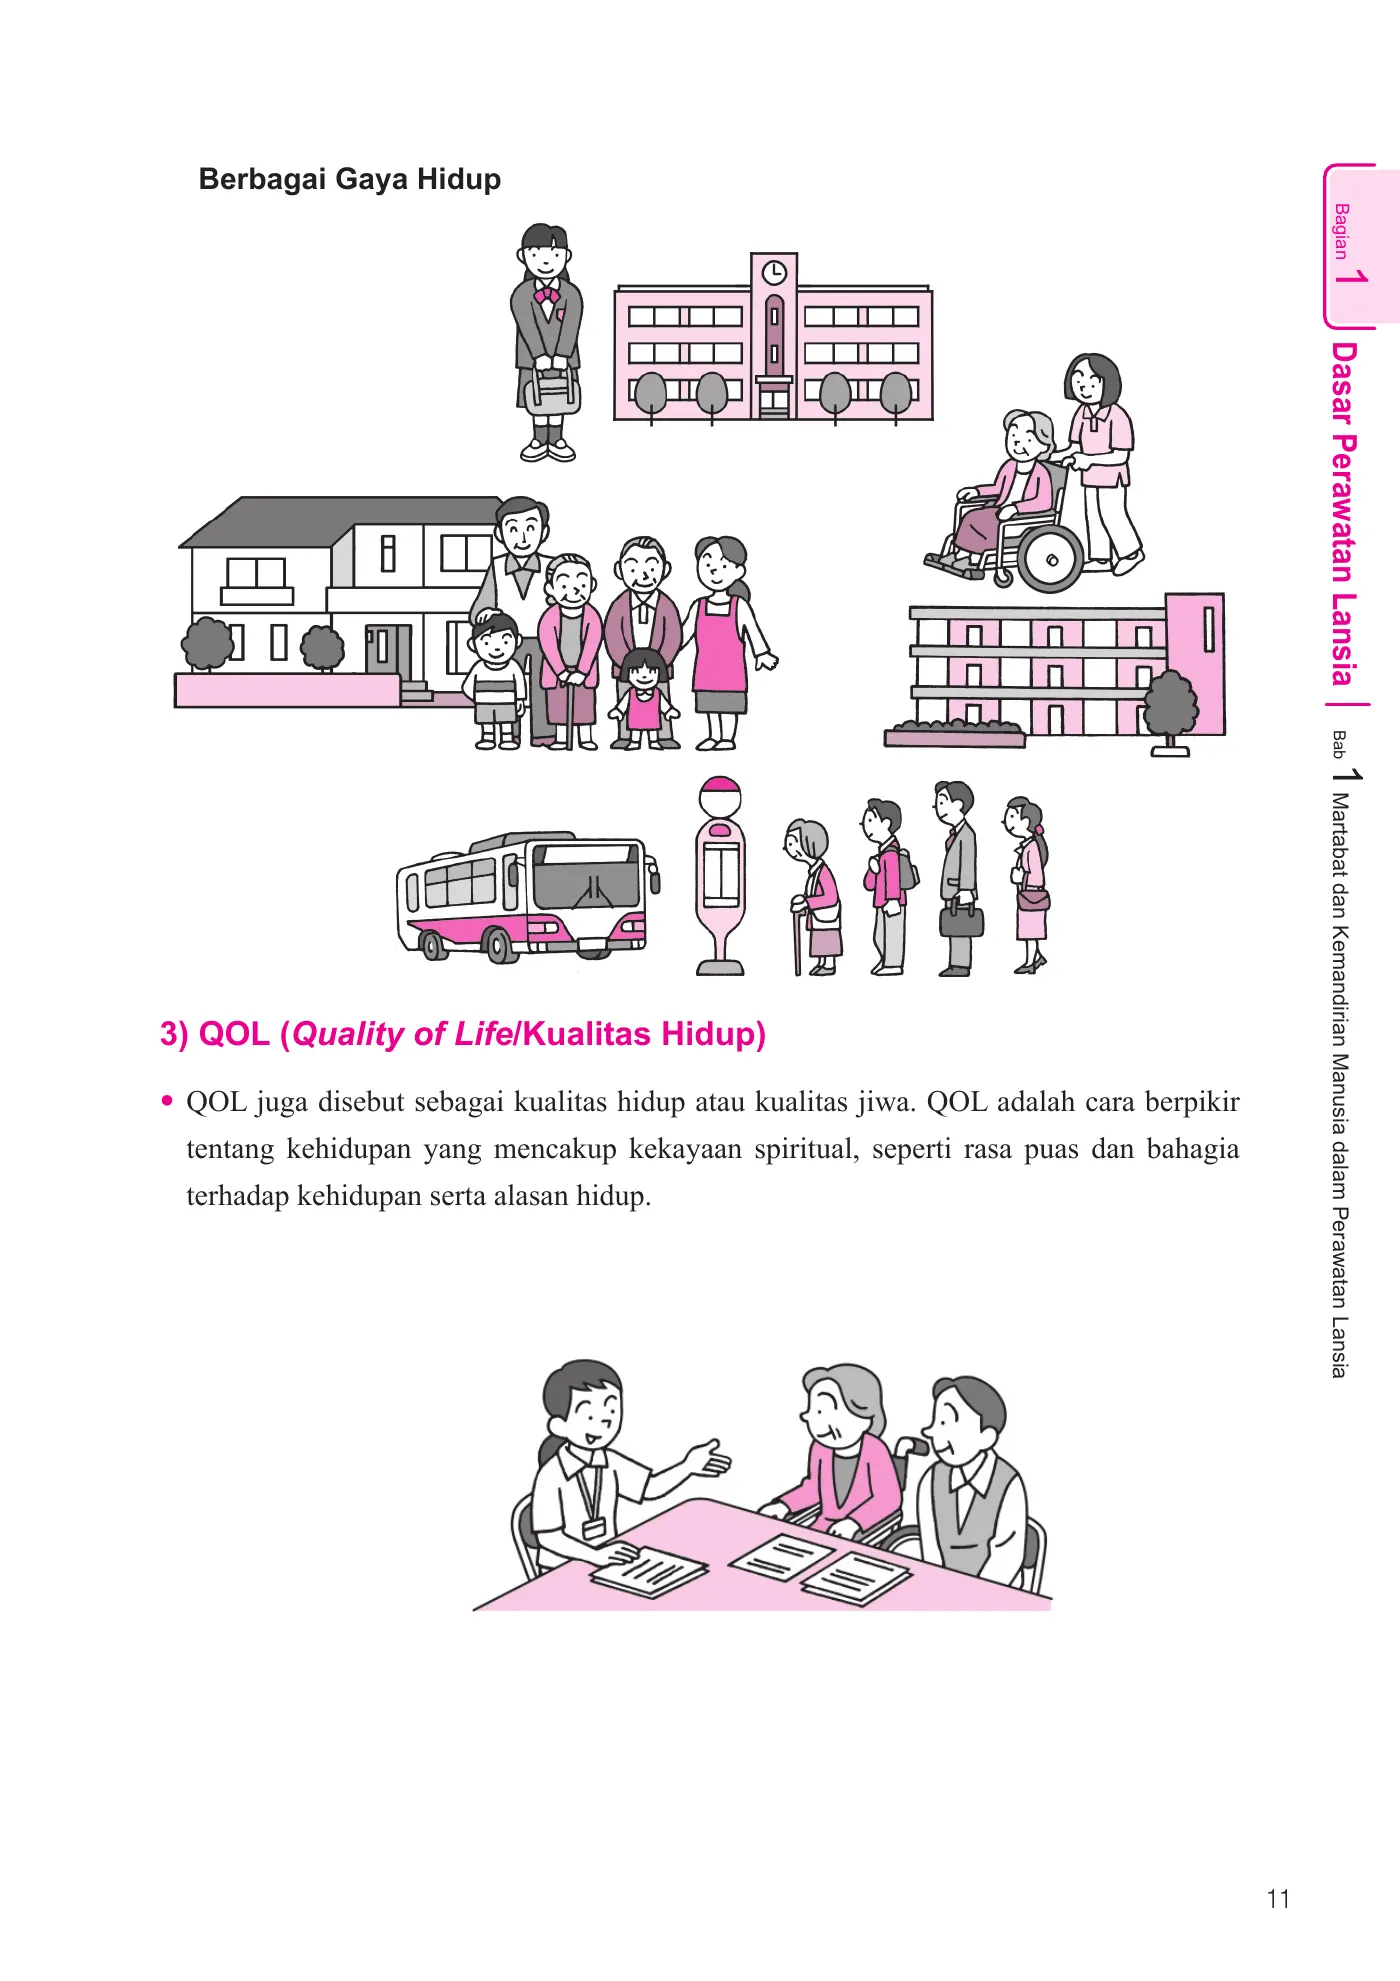 Berbagai Gaya Hidup
3) QOL (Quality of Life/Kualitas Hidup)
• QOL juga disebut sebagai kualitas hidup atau kualitas jiwa. QOL adalah cara berpikir
tentang kehidupan yang mencakup kekayaan spiritual, seperti rasa puas dan bahagia
terhadap kehidupan serta alasan hidup.
Bagian 1
Dasar Perawatan Lansia
Bab 1 Martabat dan Kemandirian Manusia dalam Perawatan Lansia
11